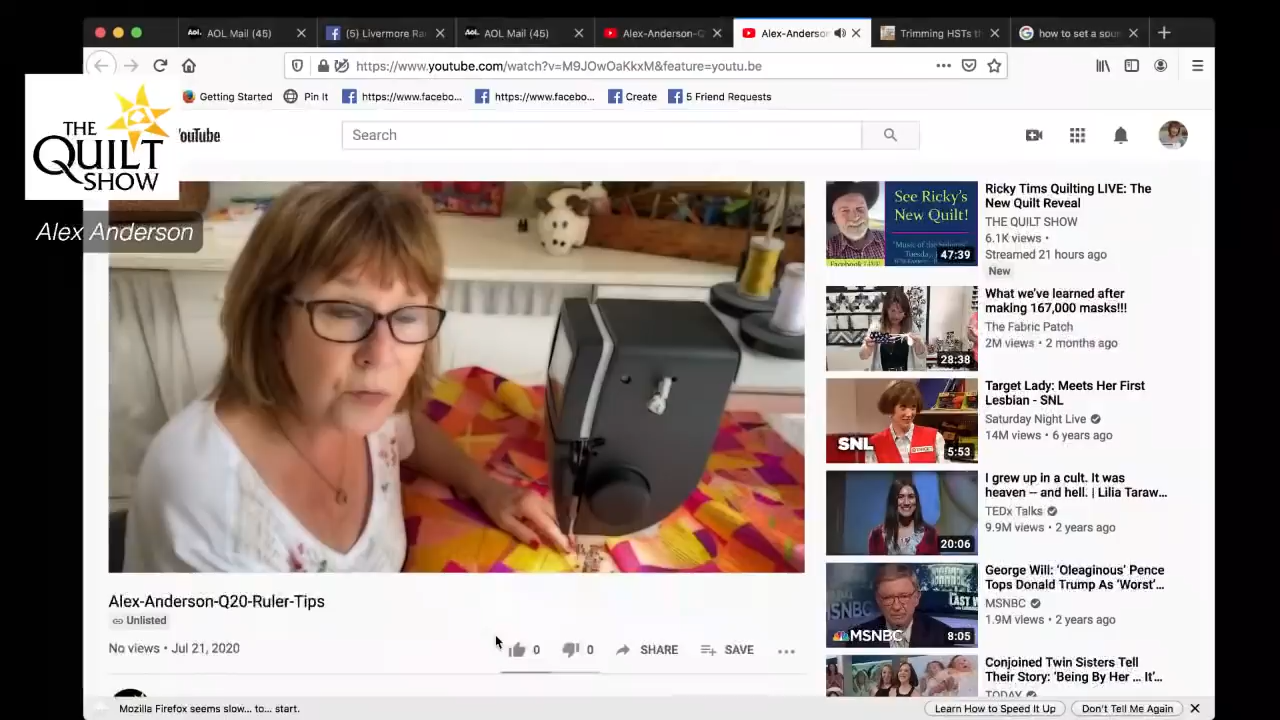 AOL Mail (45)
(5) Livermore Ra
AOL Mail (45)
Alex-Anderson-Q
Alex-Anderson
Trimming HSTs t
how to set a sou
https://www.youtube.com/watch?v=M9JOwOaKkxM&feature=youtu.be
Getting Started
Pin It
https://www.facebo...
https://www.facebo...
Create
5 Friend Requests
THE
QUILT
SHOW
Alex Anderson
YouTube
Search
See Ricky's
New Quilt!
47:39
Ricky Tims Quilting LIVE: The
New Quilt Reveal
THE QUILT SHOW
6.1K views •
Streamed 21 hours ago
New
28:38
What we've learned after
making 167,000 masks!!!
The Fabric Patch
2M views • 2 months ago
SNL
5:53
Target Lady: Meets Her First
Lesbian - SNL
Saturday Night Live
14M views • 6 years ago
20:06
I grew up in a cult. It was
heaven -- and hell. | Lilia Taraw...
TEDx Talks
9.9M views • 2 years ago
MSNBC
8:05
George Will: 'Oleaginous' Pence
Tops Donald Trump As 'Worst'...
MSNBC
1.9M views • 2 years ago
Conjoined Twin Sisters Tell
Their Story: 'Being By Her ... It'...
TODAY
Alex-Anderson-Q20-Ruler-Tips
Unlisted
No views • Jul 21, 2020
0
0
SHARE
SAVE
Mozilla Firefox seems slow... to... start.
Learn How to Speed It Up
Don't Tell Me Again